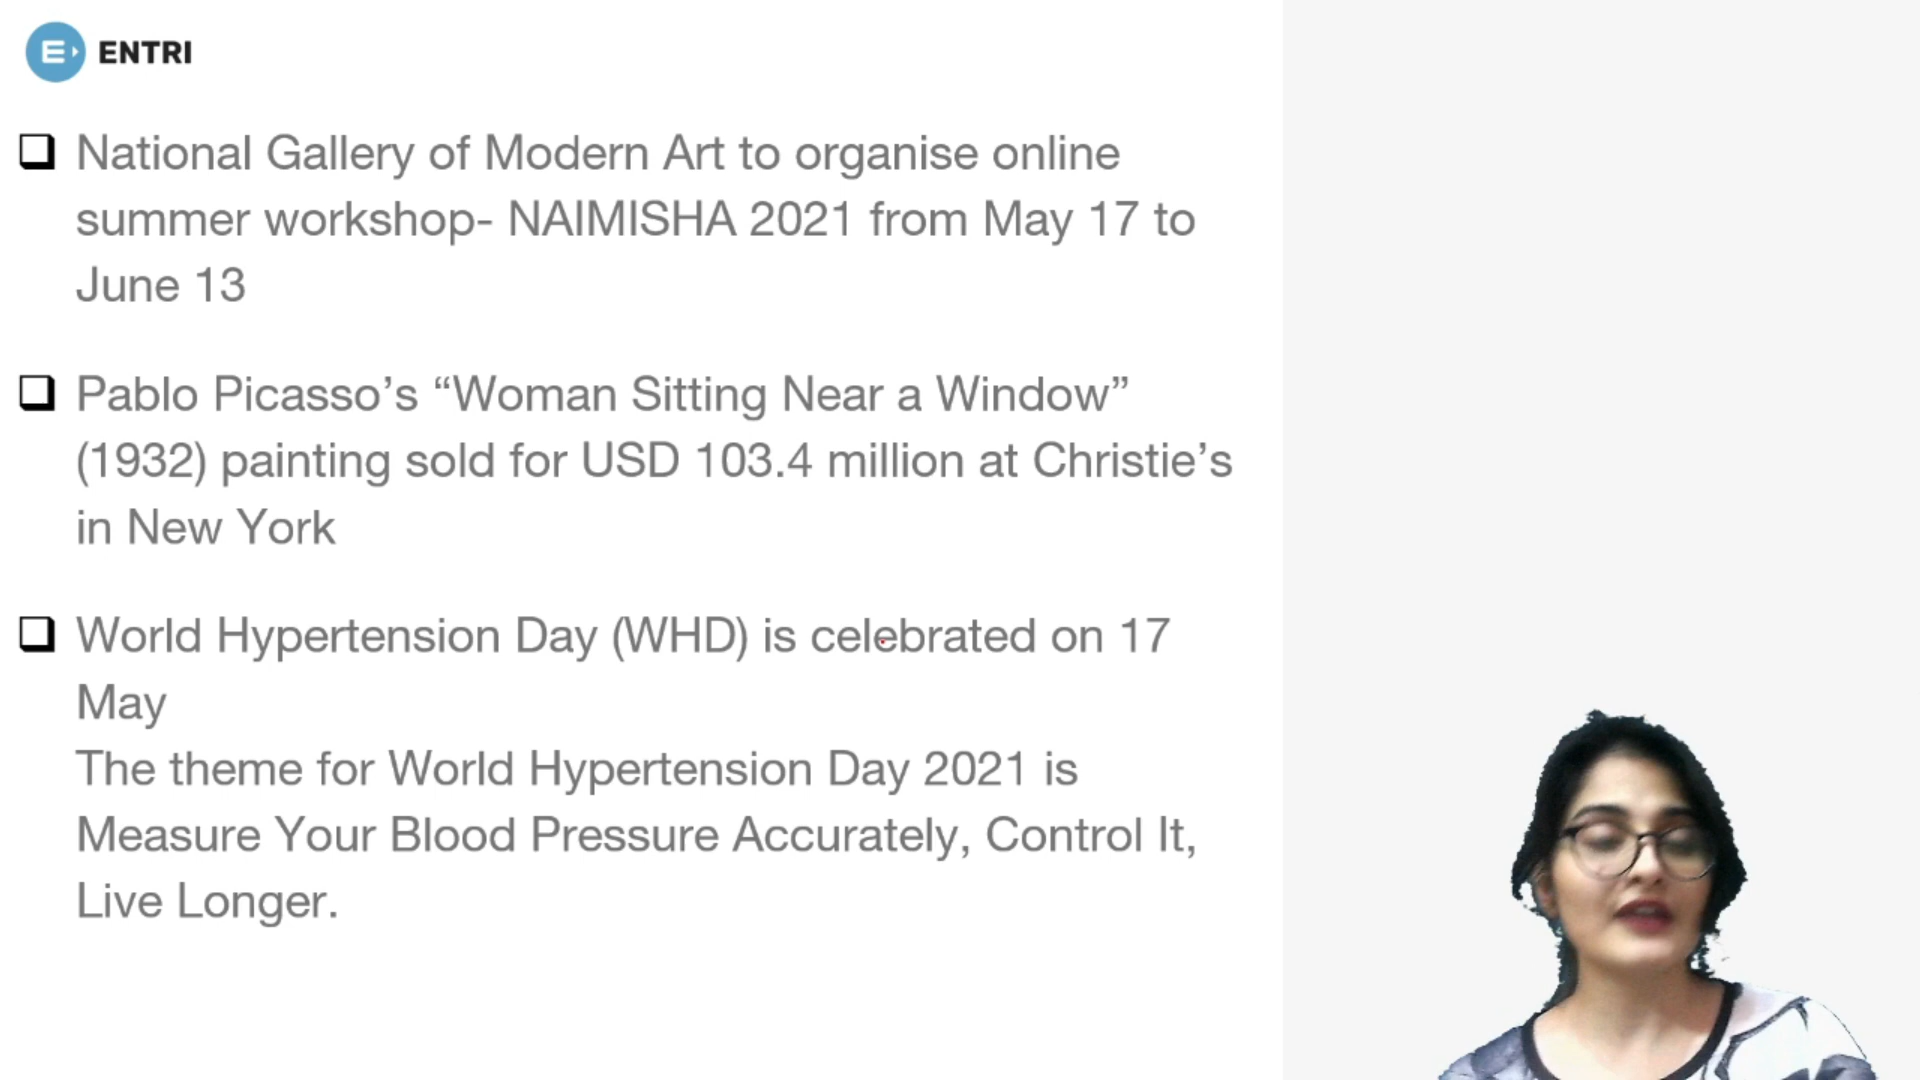 ENTRI
National Gallery of Modern Art to organise online
summer workshop- NAIMISHA 2021 from May 17 to
June 13
Pablo Picasso’s “Woman Sitting Near a Window”
(1932) painting sold for USD 103.4 million at Christie’s
in New York
World Hypertension Day (WHD) is celebrated on 17
May
The theme for World Hypertension Day 2021 is
Measure Your Blood Pressure Accurately, Control It,
Live Longer.